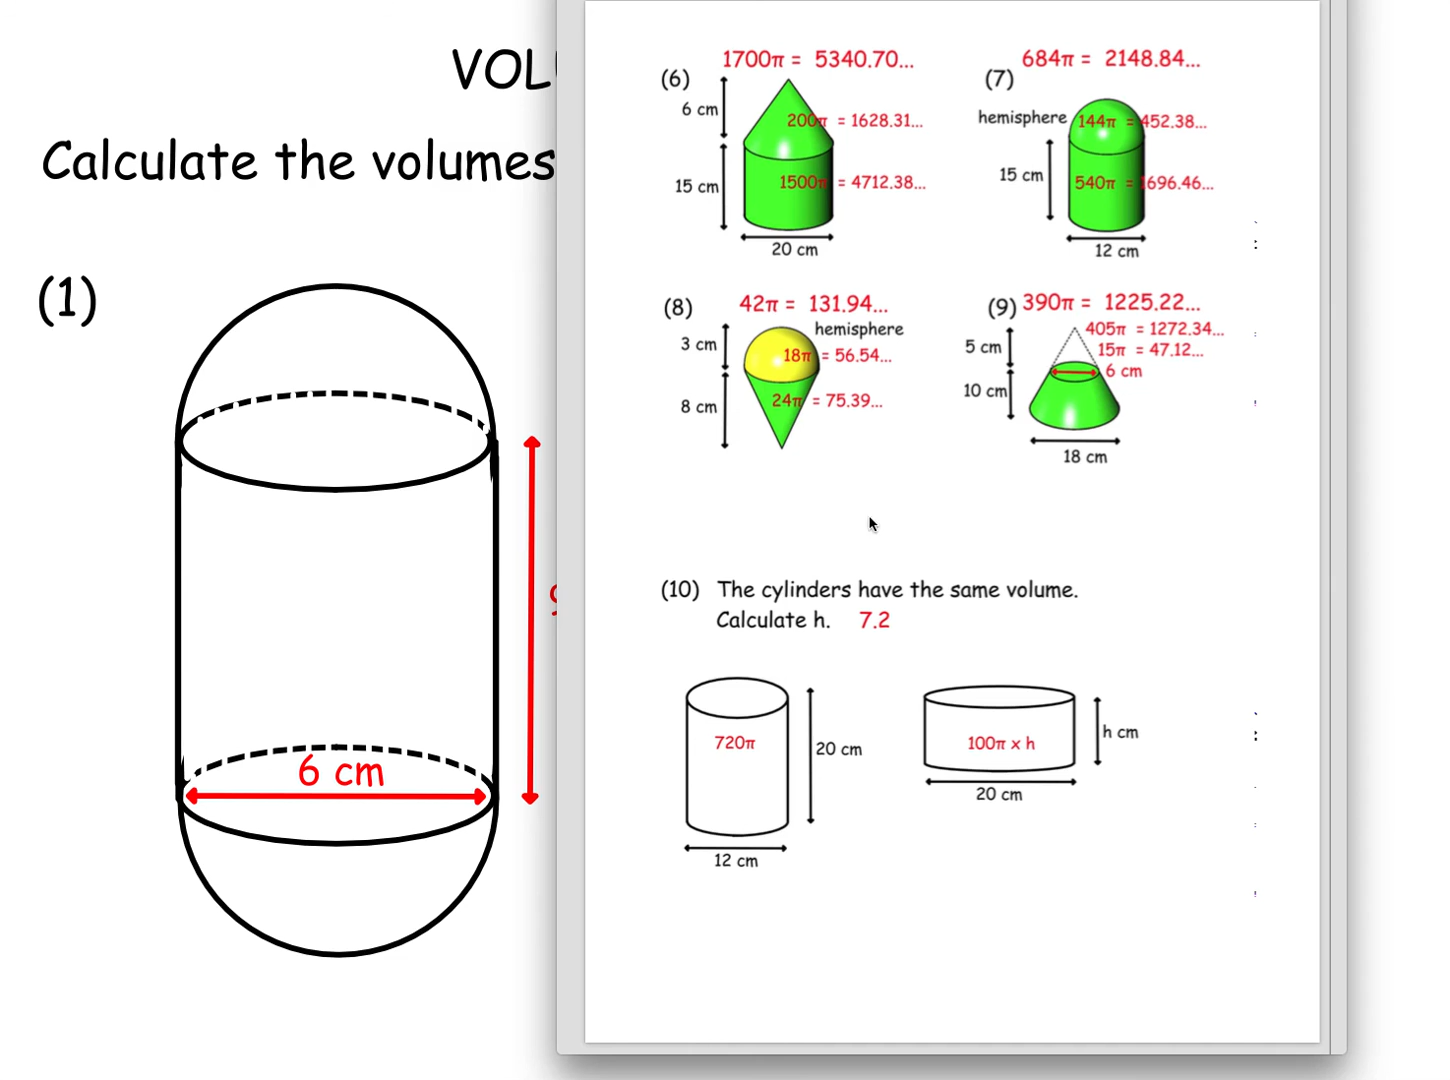 VOLU
Calculate the volumes
(1)
6 cm
1700π = 5340.70...
(6)
6 cm
200π = 1628.31...
15 cm
1500π = 4712.38...
20 cm
684π = 2148.84...
(7)
hemisphere
144π = 452.38...
15 cm
540π = 1696.46...
12 cm
(8)
42π = 131.94...
hemisphere
3 cm
18π = 56.54...
8 cm
24π = 75.39...
(9)
390π = 1225.22...
405π = 1272.34...
5 cm
15π = 47.12...
6 cm
10 cm
18 cm
(10) The cylinders have the same volume.
Calculate h. 7.2
720π
20 cm
12 cm
100π x h
h cm
20 cm